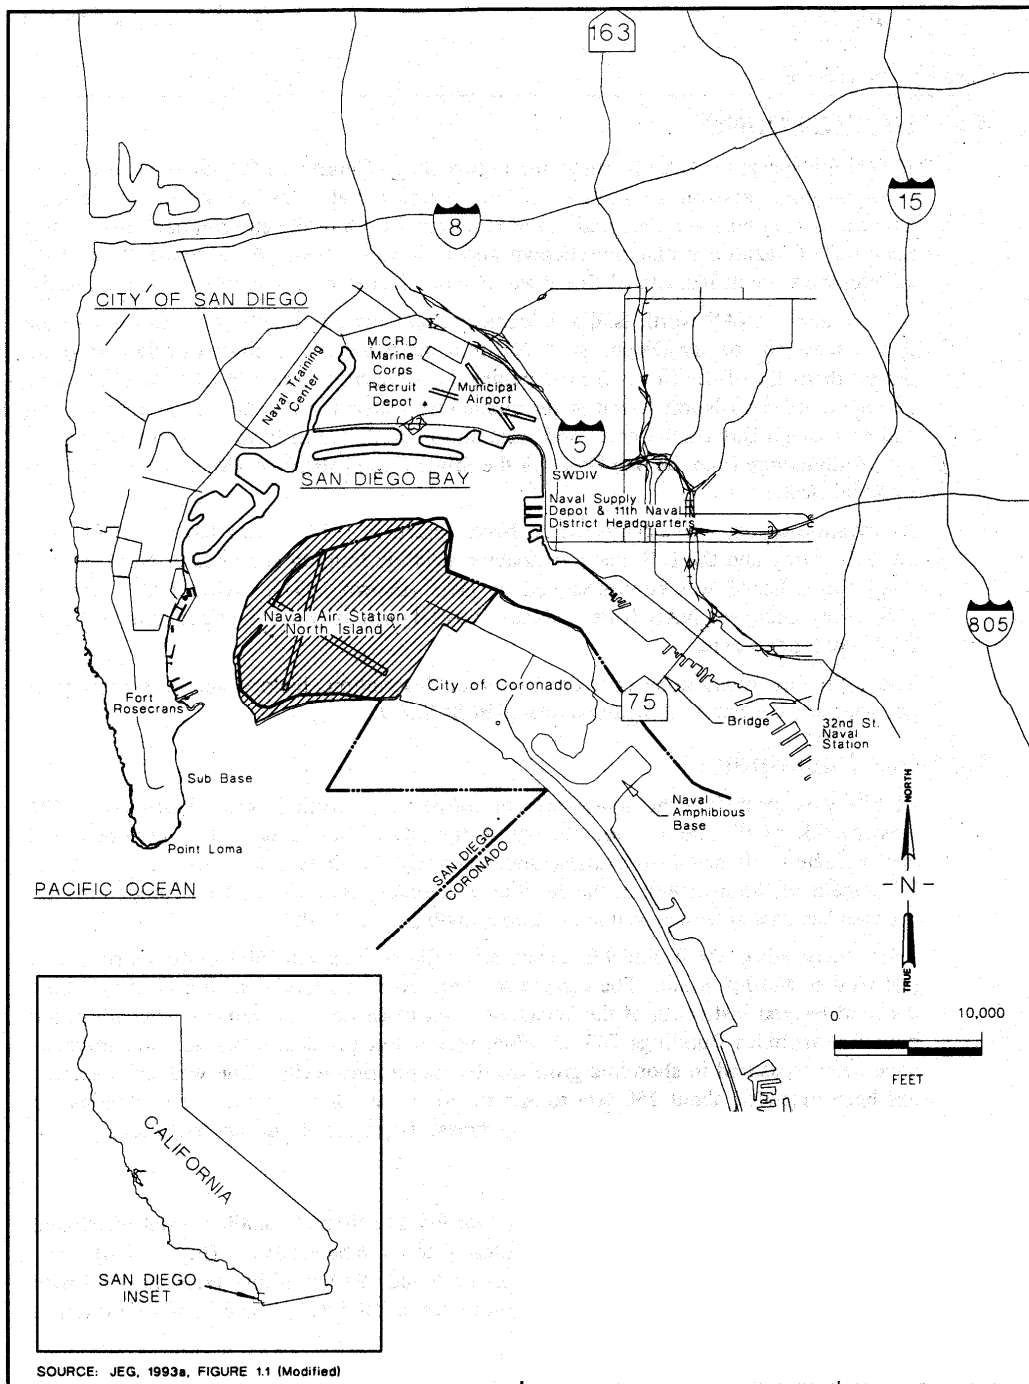 163
15
8
CITY OF SAN DIEGO
Naval Training
Center
M.C.R.D
Marine
Corps
Recruit
Depot
Municipal
Airport
5
SAN DIEGO BAY
SWDIV
Naval Supply
Depot & 11th Naval
District Headquarters
Naval Air Station
North Island
805
City of Coronado
75
Fort
Rosecrans
Bridge
32nd St.
Naval
Station
Sub Base
Naval
Amphibious
Base
Point Loma
SAN DIEGO
CORONADO
PACIFIC OCEAN
NORTH
-N-
TRUE
0 10,000
FEET
CALIFORNIA
SAN DIEGO
INSET
SOURCE: JEG, 1993a, FIGURE 1.1 (Modified)